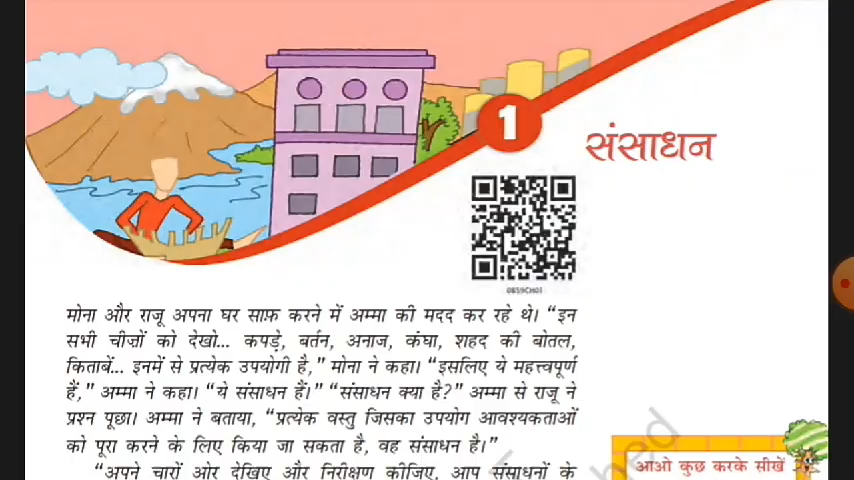 1
संसाधन
0859CH01
मोना और राजू अपना घर साफ़ करने में अम्मा की मदद कर रहे थे। “इन
सभी चीज़ों को देखो... कपड़े, बर्तन, अनाज, कंघा, शहद की बोतल,
किताबें... इनमें से प्रत्येक उपयोगी है,” मोना ने कहा। “इसलिए ये महत्त्वपूर्ण
हैं,” अम्मा ने कहा। “ये संसाधन हैं।” “संसाधन क्या है?” अम्मा से राजू ने
प्रश्न पूछा। अम्मा ने बताया, “प्रत्येक वस्तु जिसका उपयोग आवश्यकताओं
को पूरा करने के लिए किया जा सकता है, वह संसाधन है।”
“अपने चारों ओर देखिए और निरीक्षण कीजिए, आप संसाधनों के
आओ कुछ करके सीखें